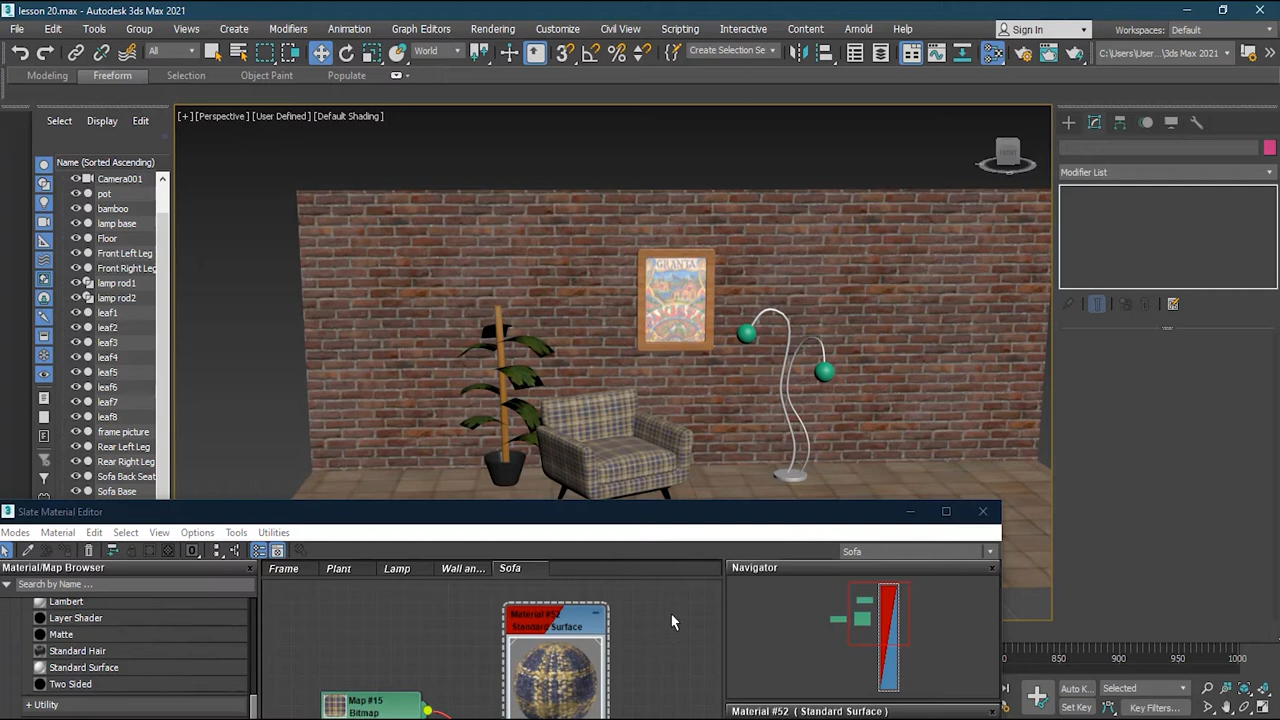 lesson 20.max - Autodesk 3ds Max 2021
File Edit Tools Group Views Create Modifiers Animation Graph Editors Rendering Customize Civil View Scripting Interactive Content Arnold Help
Sign In
Workspaces: Default
All
World
Create Selection Se
C:\Users\User ... 3ds Max 2021
Modeling Freeform Selection Object Paint Populate
Select Display Edit
[+] [Perspective] [User Defined] [Default Shading]
Name (Sorted Ascending)
Camera001
pot
bamboo
lamp base
Floor
Front Left Leg
Front Right Leg
lamp rod1
lamp rod2
leaf1
leaf2
leaf3
leaf4
leaf5
leaf6
leaf7
leaf8
frame picture
Rear Left Leg
Rear Right Leg
Sofa Back Seat
Sofa Base
Modifier List
FRONT
GRANTA
3 Slate Material Editor
Modes Material Edit Select View Options Tools Utilities
Sofa
Material/Map Browser
Search by Name ...
Lambert
Layer Shader
Matte
Standard Hair
Standard Surface
Two Sided
+ Utility
Frame Plant Lamp Wall an... Sofa
Material #52
Standard Surface
Map #15
Bitmap
Navigator
Material #52 ( Standard Surface )
850 900 950 1000
Auto K...
Selected
Set Key
Key Filters...